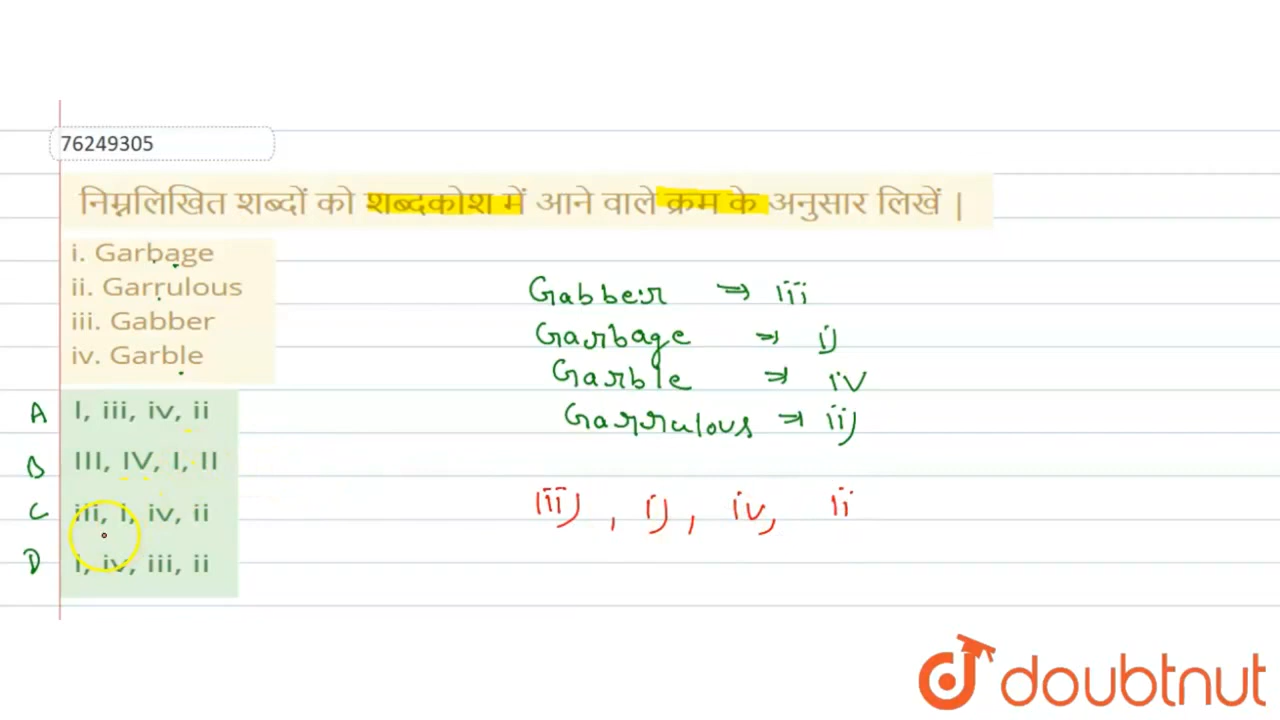 76249305
निम्नलिखित शब्दों को शब्दकोश में आने वाले क्रम के अनुसार लिखें |
i. Garbage
ii. Garrulous
iii. Gabber
iv. Garble
A I, iii, iv, ii
B III, IV, I, II
C iii, i, iv, ii
D i, iv, iii, ii
Gabber ⇒ iii
Garbage ⇒ i)
Garble ⇒ iv
Garrulous ⇒ ii)
iii) , i) , iv, ii
doubtnut